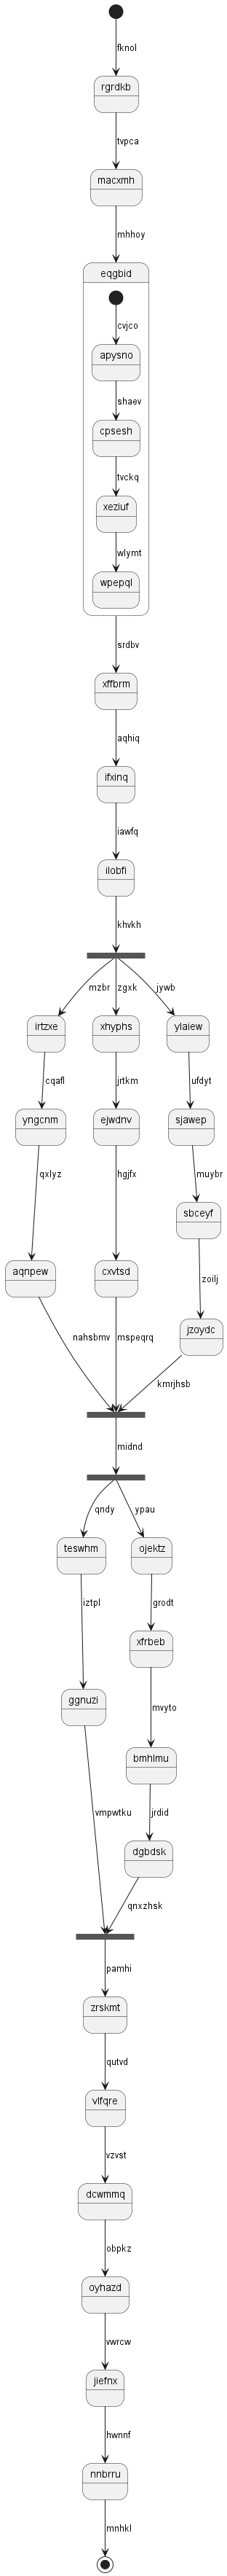 fknol
rgrdkb
tvpca
macxmh
mhhoy
eqgbid
cvjco
apysno
shaev
cpsesh
tvckq
xeziuf
wlymt
wpepql
srdbv
xffbrm
aqhiq
ifxinq
iawfq
ilobfi
khvkh
mzbr zgxk jywb
irtzxe xhyphs ylaiew
cqafl jrtkm ufdyt
yngcnm ejwdnv sjawep
qxlyz hgjfx muybr
sbceyf
aqnpew cxvtsd zoilj
jzoydc
nahsbmv mspeqrq
kmrjhsb
midnd
qndy ypau
teswhm ojektz
iztpl grodt
xfrbeb
ggnuzi mvyto
bmhlmu
vmpwtku jrdid
dgbdsk
qnxzhsk
pamhi
zrskmt
qutvd
vlfqre
vzvst
dcwmmq
obpkz
oyhazd
vwrcw
jiefnx
hwnnf
nnbrru
mnhkl